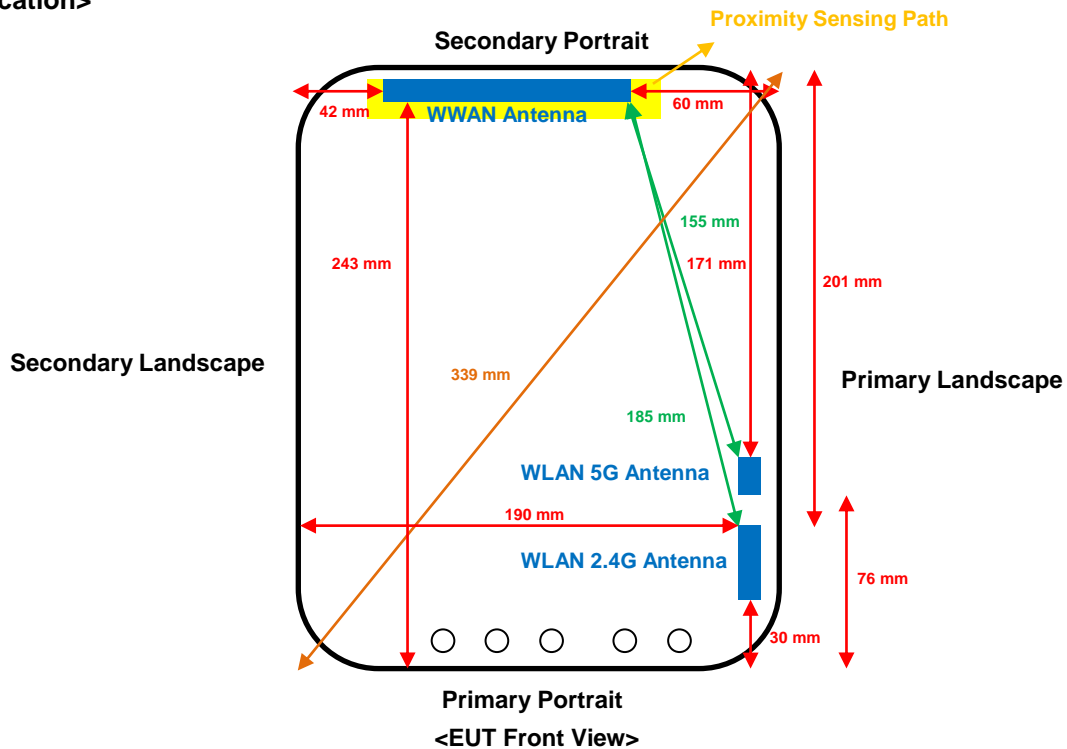 Proximity Sensing Path
Secondary Portrait
42 mm
WWAN Antenna
60 mm
155 mm
243 mm
171 mm
201 mm
Secondary Landscape
339 mm
Primary Landscape
185 mm
WLAN 5G Antenna
190 mm
WLAN 2.4G Antenna
76 mm
30 mm
Primary Portrait
<EUT Front View>